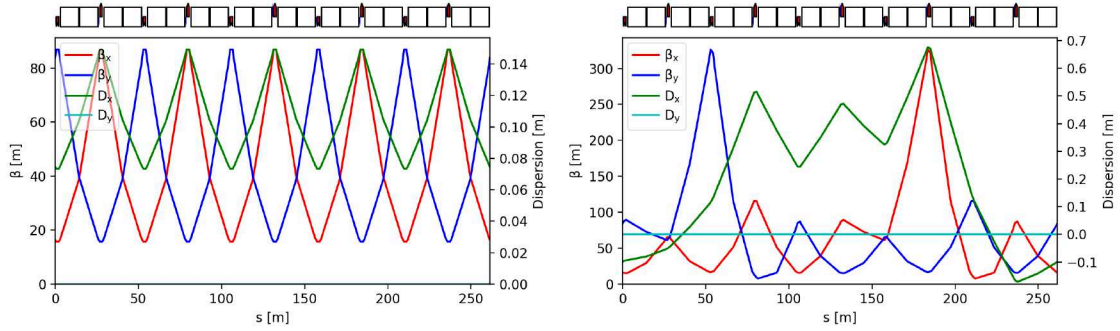 βx
βy
Dx
Dy
β [m]
80
60
40
20
0
0 50 100 150 200 250
s [m]
Dispersion [m]
0.14
0.12
0.10
0.08
0.06
0.04
0.02
0.00
βx
βy
Dx
Dy
β [m]
300
250
200
150
100
50
0
0 50 100 150 200 250
s [m]
Dispersion [m]
0.7
0.6
0.5
0.4
0.3
0.2
0.1
0.0
−0.1